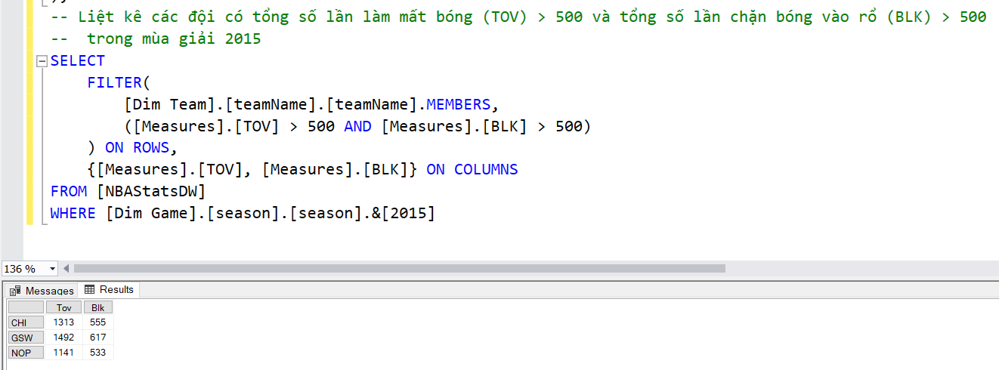 -- Liệt kê các đội có tổng số lần làm mất bóng (TOV) > 500 và tổng số lần chặn bóng vào rổ (BLK) > 500
--  trong mùa giải 2015
SELECT
    FILTER(
        [Dim Team].[teamName].[teamName].MEMBERS,
        ([Measures].[TOV] > 500 AND [Measures].[BLK] > 500)
    ) ON ROWS,
    {[Measures].[TOV], [Measures].[BLK]} ON COLUMNS
FROM [NBAStatsDW]
WHERE [Dim Game].[season].[season].&[2015]
136 %
Messages Results
Tov Blk
CHI 1313 555
GSW 1492 617
NOP 1141 533